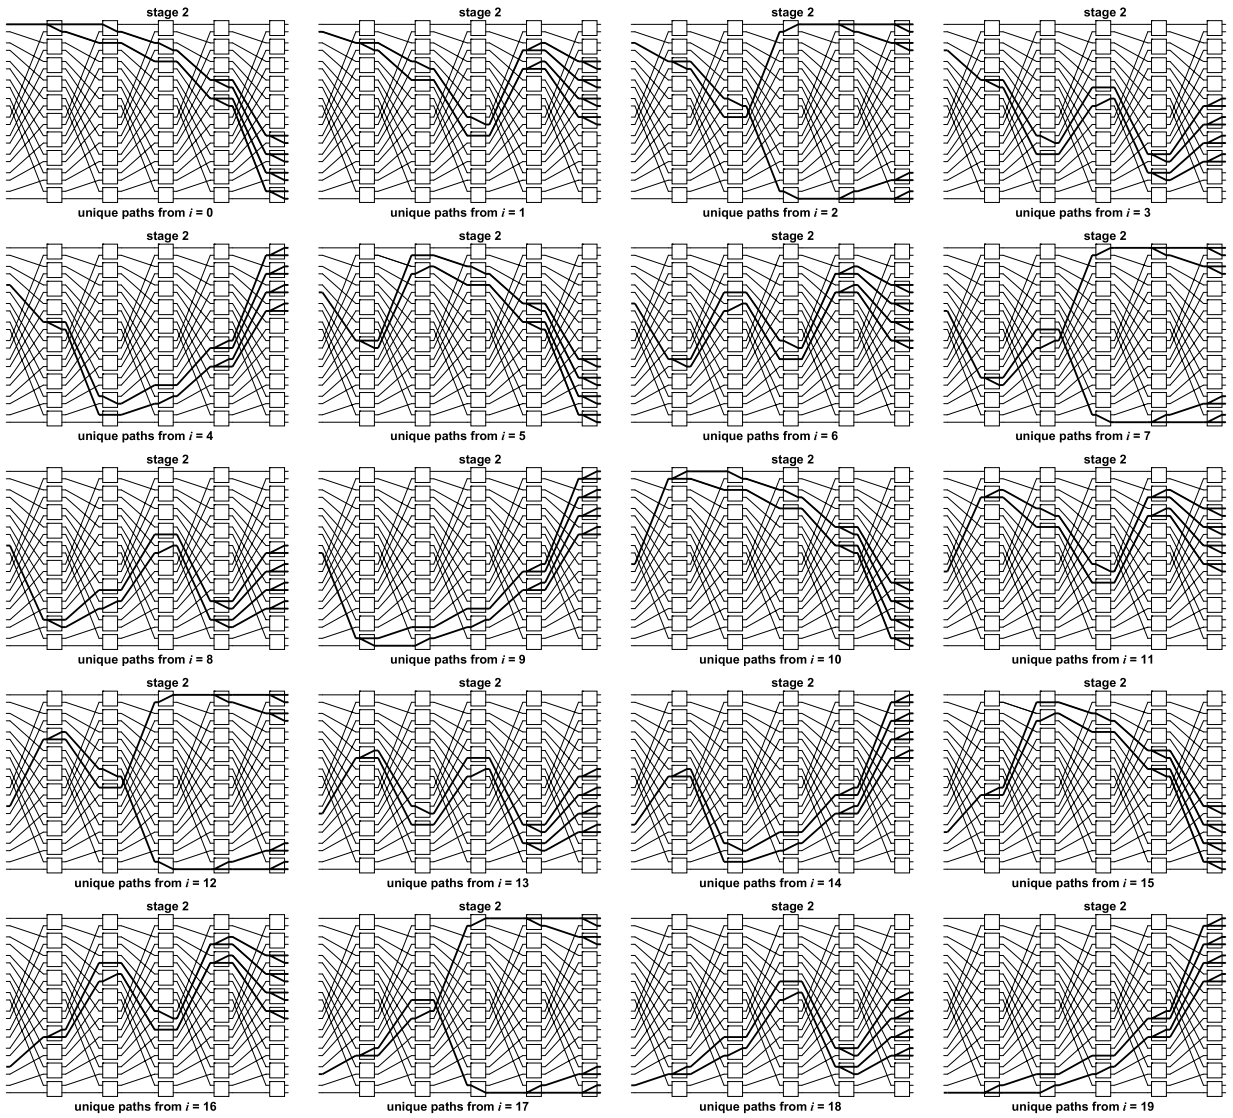 stage 2 stage 2 stage 2 stage 2
unique paths from i = 0 unique paths from i = 1 unique paths from i = 2 unique paths from i = 3
stage 2 stage 2 stage 2 stage 2
unique paths from i = 4 unique paths from i = 5 unique paths from i = 6 unique paths from i = 7
stage 2 stage 2 stage 2 stage 2
unique paths from i = 8 unique paths from i = 9 unique paths from i = 10 unique paths from i = 11
stage 2 stage 2 stage 2 stage 2
unique paths from i = 12 unique paths from i = 13 unique paths from i = 14 unique paths from i = 15
stage 2 stage 2 stage 2 stage 2
unique paths from i = 16 unique paths from i = 17 unique paths from i = 18 unique paths from i = 19